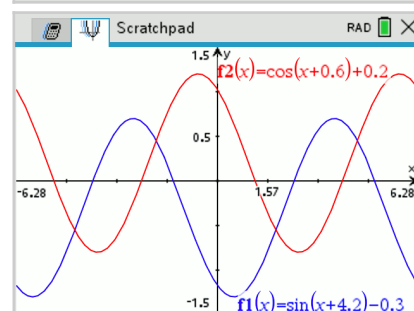 Scratchpad RAD
1.5 y
f2(x)=cos(x+0.6)+0.2
0.5
x
-6.28 1.57 6.28
-1.5 f1(x)=sin(x+4.2)-0.3